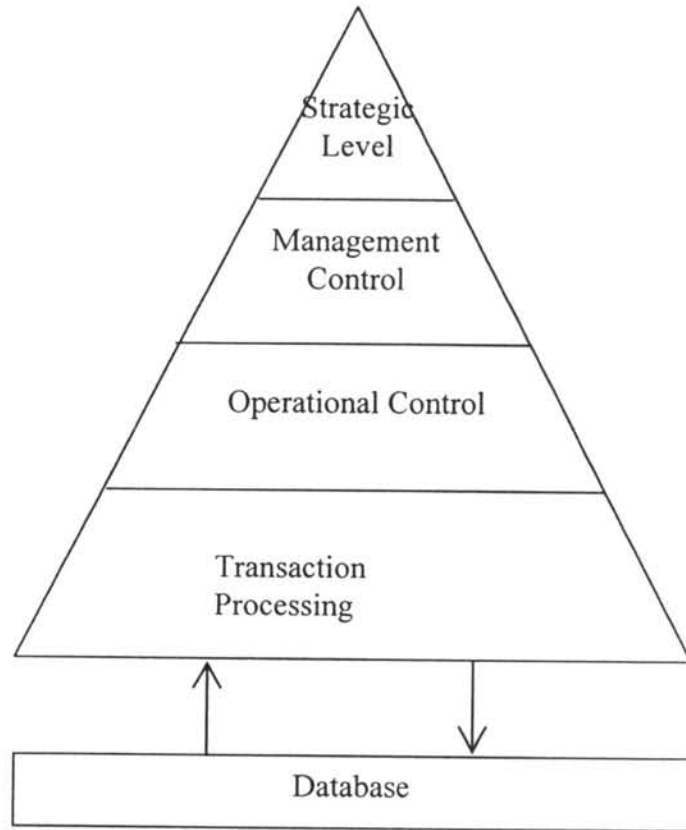 Strategic
Level
Management
Control
Operational Control
Transaction
Processing
Database